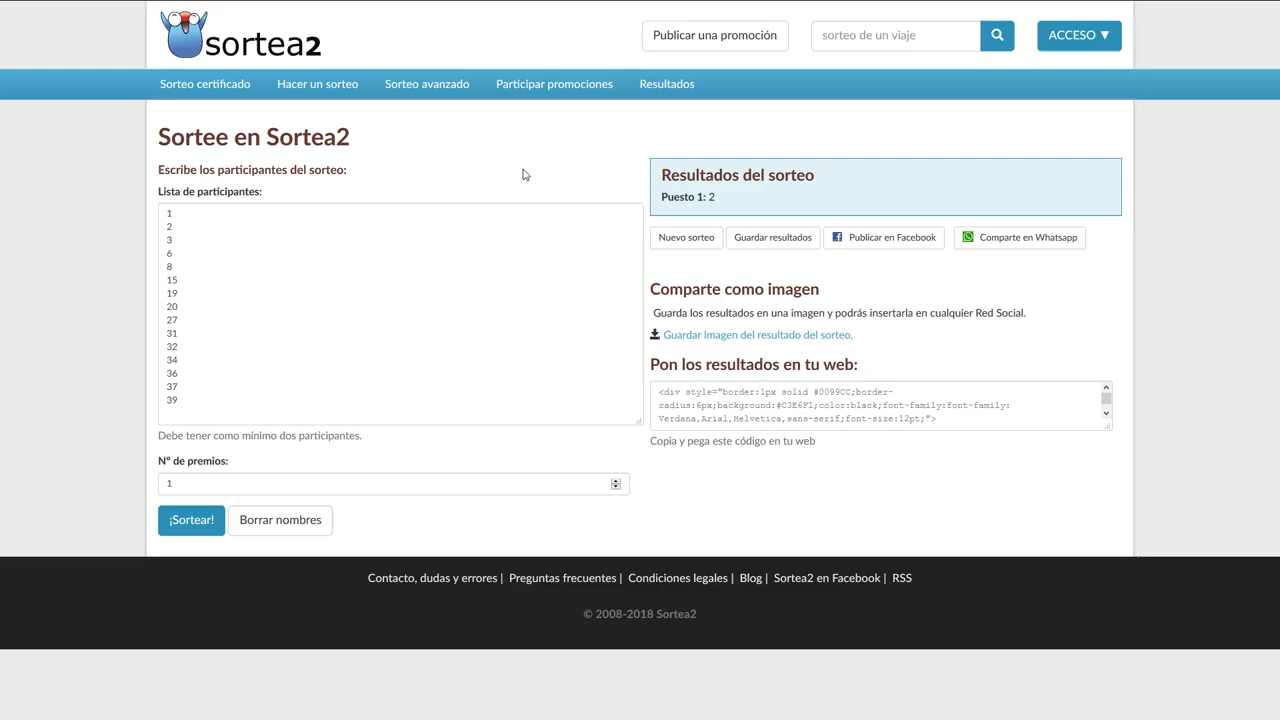 sortea2
Publicar una promoción
sorteo de un viaje
ACCESO ▼
Sorteo certificado
Hacer un sorteo
Sorteo avanzado
Participar promociones
Resultados
Sortee en Sortea2
Escribe los participantes del sorteo:
Lista de participantes:
1
2
3
6
8
15
19
20
27
31
32
34
36
37
39
Debe tener como mínimo dos participantes.
Nº de premios:
1
¡Sortear!
Borrar nombres
Resultados del sorteo
Puesto 1: 2
Nuevo sorteo
Guardar resultados
Publicar en Facebook
Comparte en Whatsapp
Comparte como imagen
Guarda los resultados en una imagen y podrás insertarla en cualquier Red Social.
Guardar Imagen del resultado del sorteo.
Pon los resultados en tu web:
<div style="border:1px solid #0099CC;border-
radius:6px;background:#C3E6F1;color:black;font-family:font-family:
Verdana,Arial,Helvetica,sans-serif;font-size:12pt;">
Copia y pega este código en tu web
Contacto, dudas y errores | Preguntas frecuentes | Condiciones legales | Blog | Sortea2 en Facebook | RSS
© 2008-2018 Sortea2